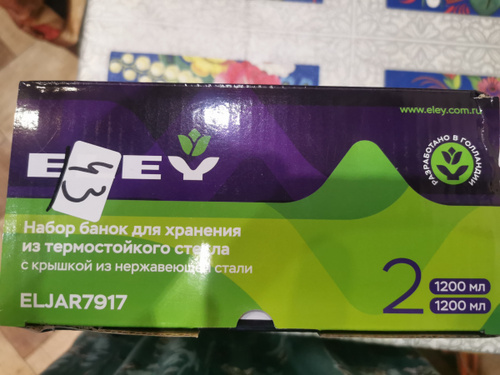 www.eley.com.ru
ELEY
РАЗРАБОТАНО В ГОЛЛАНДИИ
Набор банок для хранения
из термостойкого стекла
с крышкой из нержавеющей стали
ELJAR7917
2
1200 мл
1200 мл